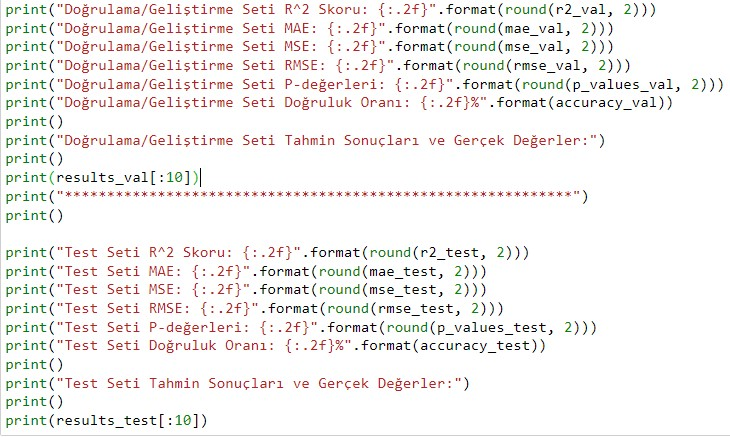 print("Doğrulama/Geliştirme Seti R^2 Skoru: {:.2f}".format(round(r2_val, 2)))
print("Doğrulama/Geliştirme Seti MAE: {:.2f}".format(round(mae_val, 2)))
print("Doğrulama/Geliştirme Seti MSE: {:.2f}".format(round(mse_val, 2)))
print("Doğrulama/Geliştirme Seti RMSE: {:.2f}".format(round(rmse_val, 2)))
print("Doğrulama/Geliştirme Seti P-değerleri: {:.2f}".format(round(p_values_val, 2)))
print("Doğrulama/Geliştirme Seti Doğruluk Oranı: {:.2f}%".format(accuracy_val))
print()
print("Doğrulama/Geliştirme Seti Tahmin Sonuçları ve Gerçek Değerler:")
print()
print(results_val[:10])
print("************************************************************")
print()

print("Test Seti R^2 Skoru: {:.2f}".format(round(r2_test, 2)))
print("Test Seti MAE: {:.2f}".format(round(mae_test, 2)))
print("Test Seti MSE: {:.2f}".format(round(mse_test, 2)))
print("Test Seti RMSE: {:.2f}".format(round(rmse_test, 2)))
print("Test Seti P-değerleri: {:.2f}".format(round(p_values_test, 2)))
print("Test Seti Doğruluk Oranı: {:.2f}%".format(accuracy_test))
print()
print("Test Seti Tahmin Sonuçları ve Gerçek Değerler:")
print()
print(results_test[:10])